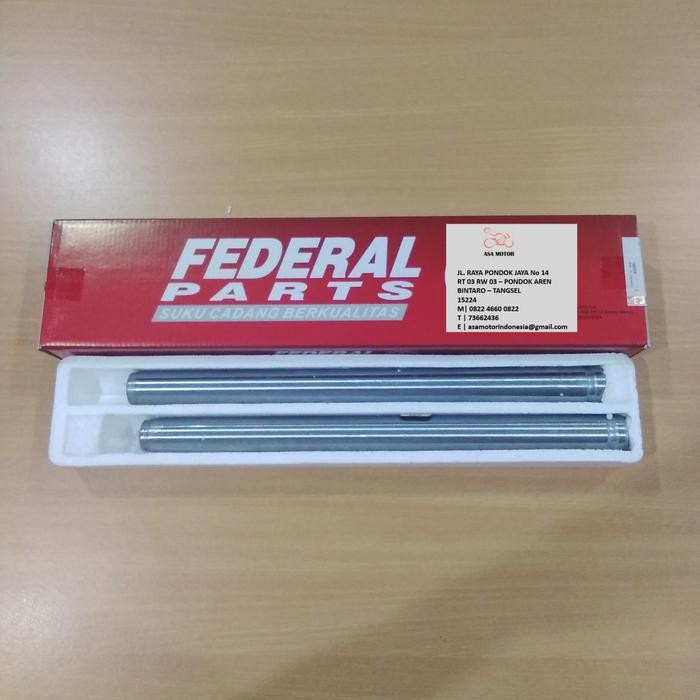 FEDERAL
PARTS
SUKU CADANG BERKUALITAS
ASA MOTOR
JL. RAYA PONDOK JAYA No 14
RT 03 RW 03 – PONDOK AREN
BINTARO – TANGSEL
15224
M| 0822 4660 0822
T | 73662436
E | asamotorindonesia@gmail.com
FEDERAL